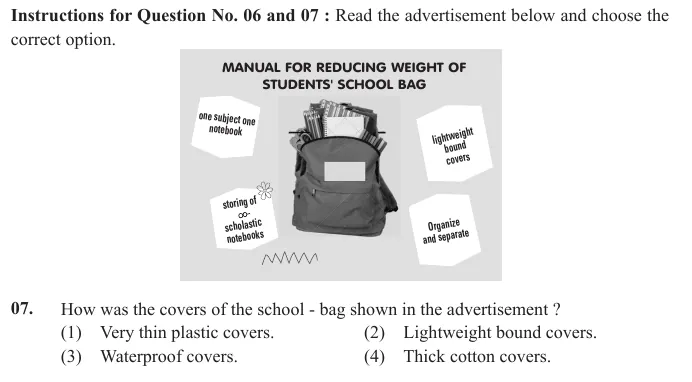 Instructions for Question No. 06 and 07 : Read the advertisement below and choose the
correct option.
MANUAL FOR REDUCING WEIGHT OF
STUDENTS' SCHOOL BAG
one subject one
notebook
lightweight
bound
covers
storing of
co-
scholastic
notebooks
Organize
and separate
07. How was the covers of the school - bag shown in the advertisement ?
(1) Very thin plastic covers. (2) Lightweight bound covers.
(3) Waterproof covers. (4) Thick cotton covers.